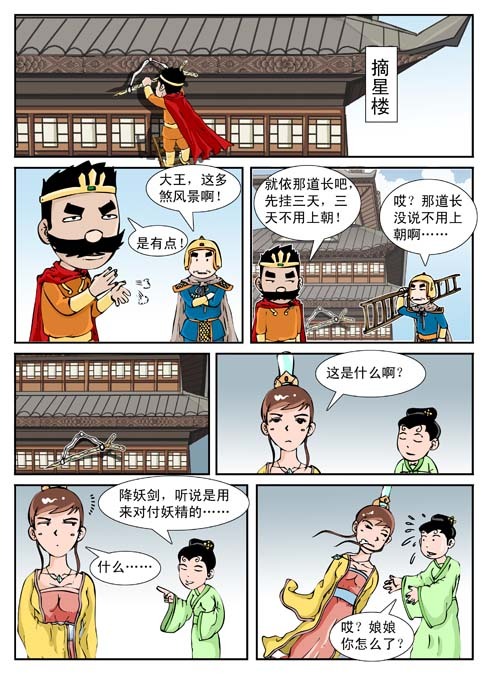 摘星楼
大王，这多
煞风景啊！
是有点！
就依那道长吧，
先挂三天，三
天不用上朝！
哎？那道长
没说不用上
朝啊……
这是什么啊？
降妖剑，听说是用
来对付妖精的……
什么……
哎？娘娘
你怎么了？